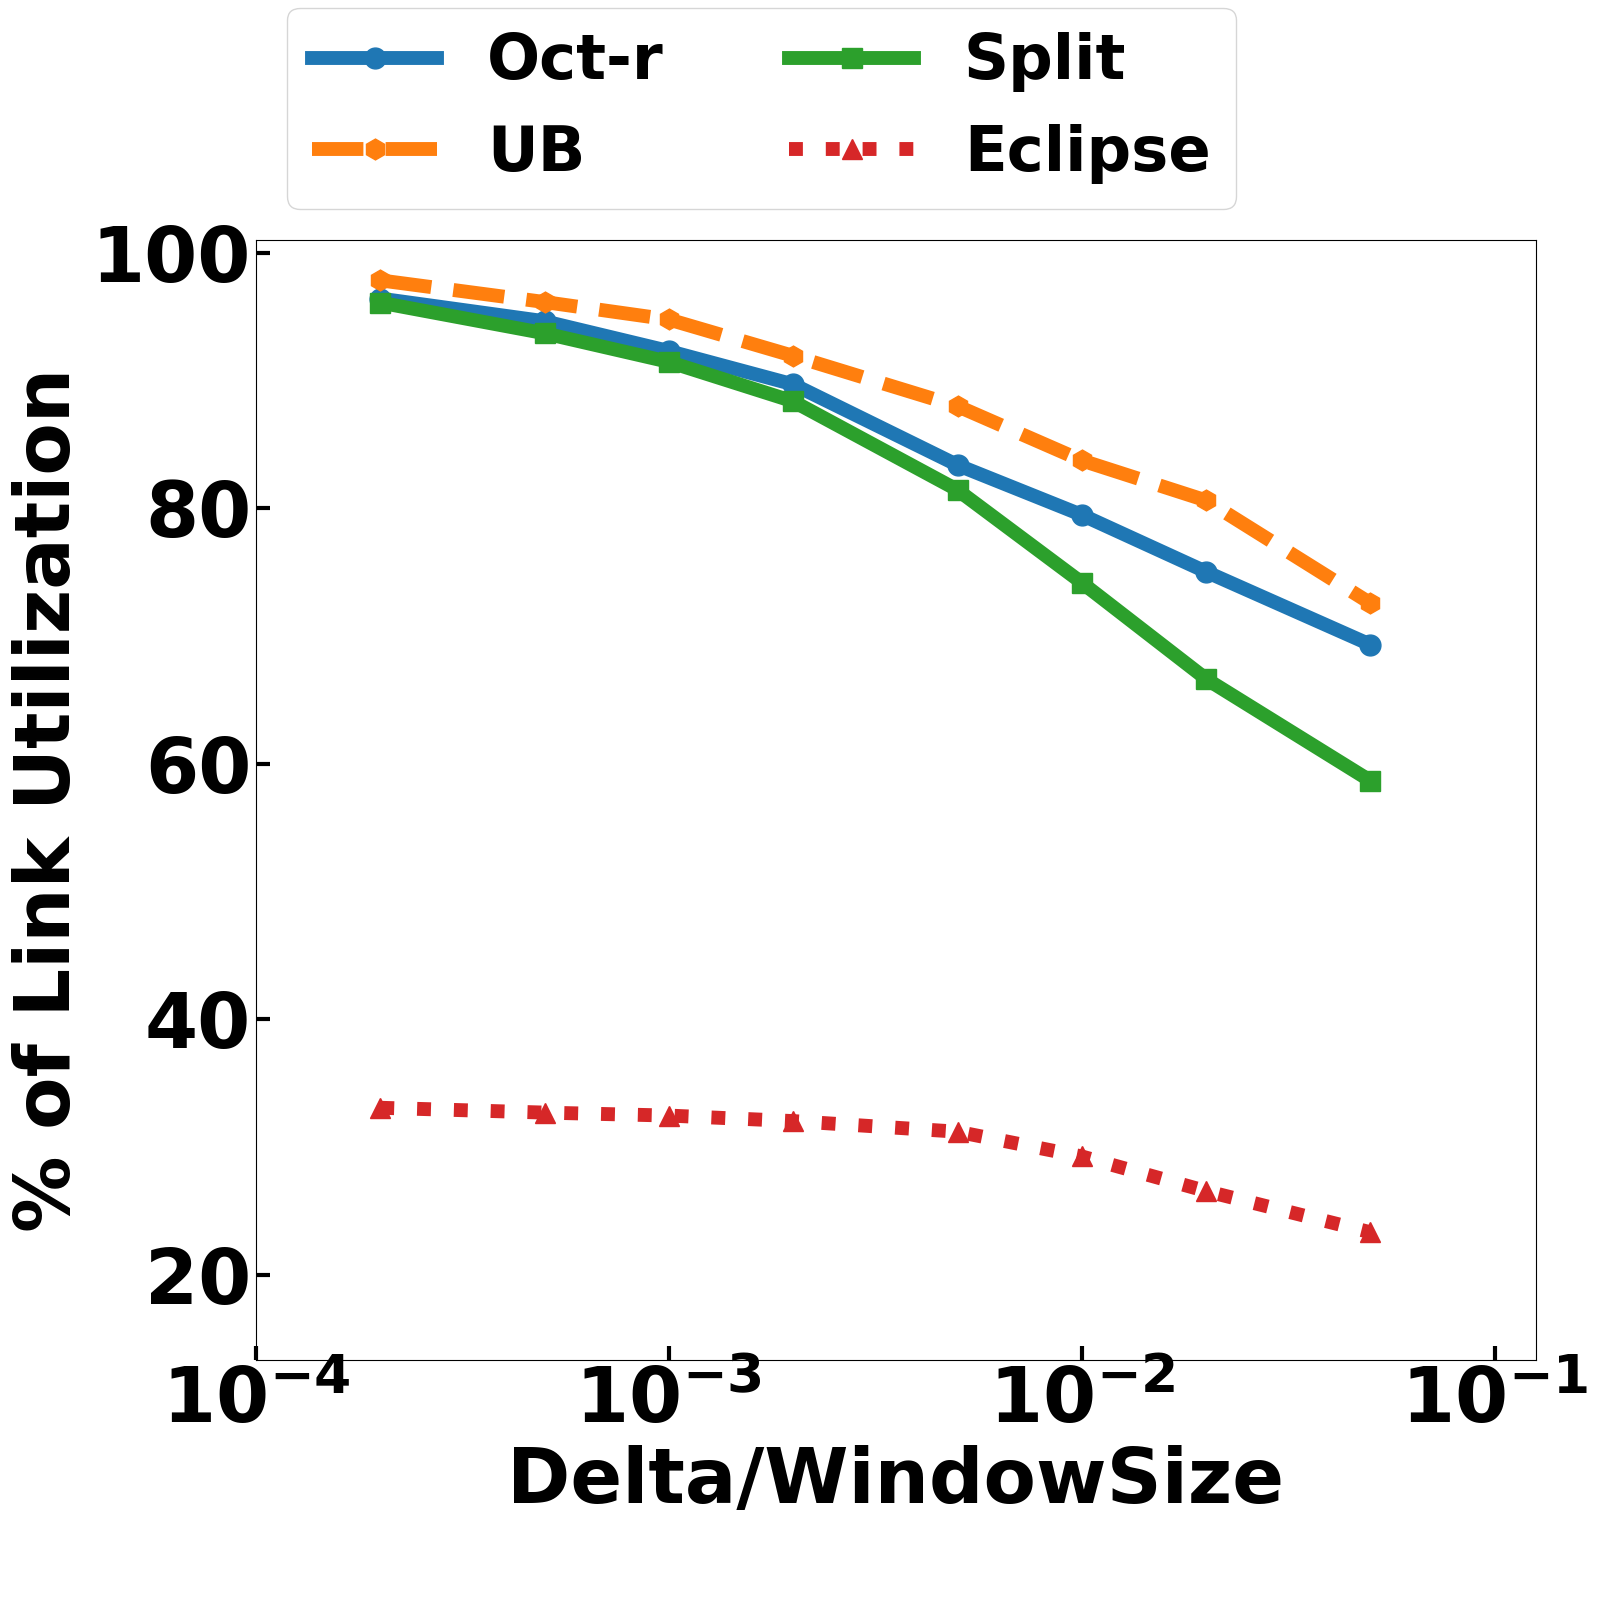 Oct-r
Split
UB
Eclipse
100
80
60
40
20
% of Link Utilization
10⁻⁴
10⁻³
10⁻²
10⁻¹
Delta/WindowSize